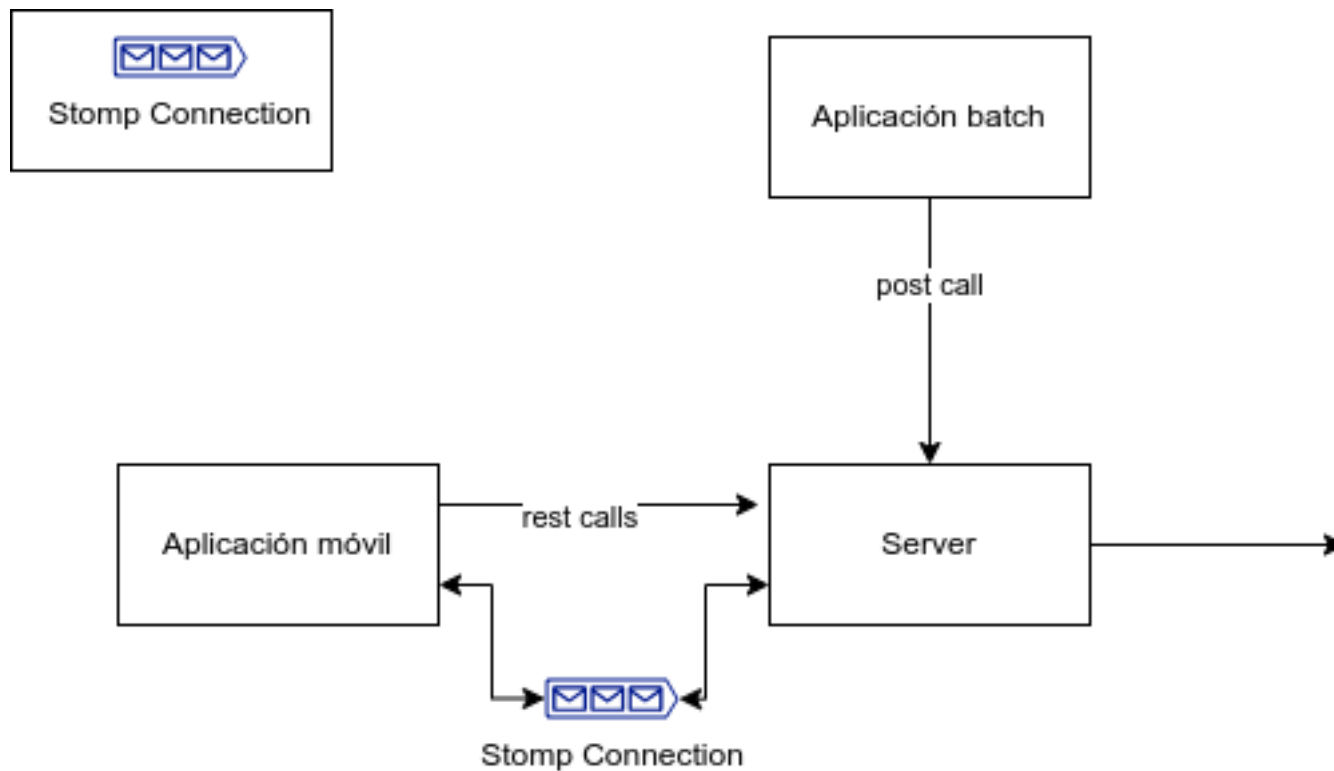 Stomp Connection
Aplicación batch
post call
Aplicación móvil
rest calls
Server
Stomp Connection